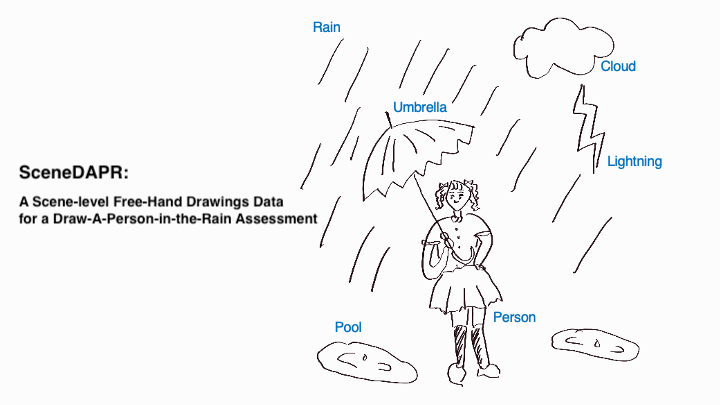 Rain
Cloud
Umbrella
Lightning
SceneDAPR:
A Scene-level Free-Hand Drawings Data
for a Draw-A-Person-in-the-Rain Assessment
Person
Pool